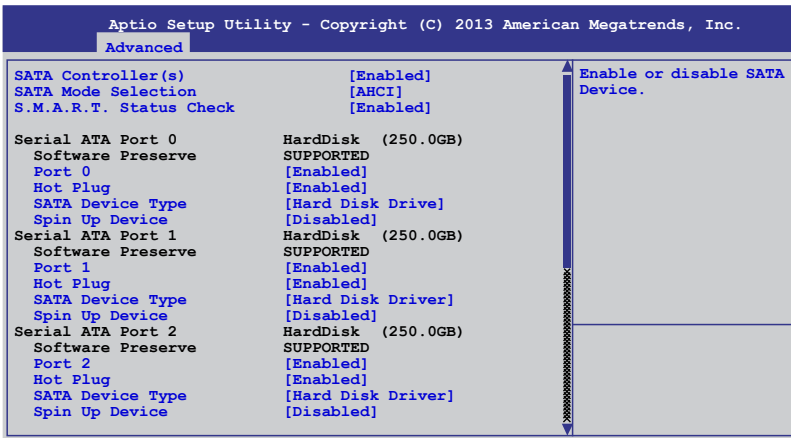 Aptio Setup Utility - Copyright (C) 2013 American Megatrends, Inc.
Advanced
SATA Controller(s) [Enabled]
SATA Mode Selection [AHCI]
S.M.A.R.T. Status Check [Enabled]
Serial ATA Port 0 HardDisk (250.0GB)
Software Preserve SUPPORTED
Port 0 [Enabled]
Hot Plug [Enabled]
SATA Device Type [Hard Disk Drive]
Spin Up Device [Disabled]
Serial ATA Port 1 HardDisk (250.0GB)
Software Preserve SUPPORTED
Port 1 [Enabled]
Hot Plug [Enabled]
SATA Device Type [Hard Disk Driver]
Spin Up Device [Disabled]
Serial ATA Port 2 HardDisk (250.0GB)
Software Preserve SUPPORTED
Port 2 [Enabled]
Hot Plug [Enabled]
SATA Device Type [Hard Disk Driver]
Spin Up Device [Disabled]
Enable or disable SATA
Device.